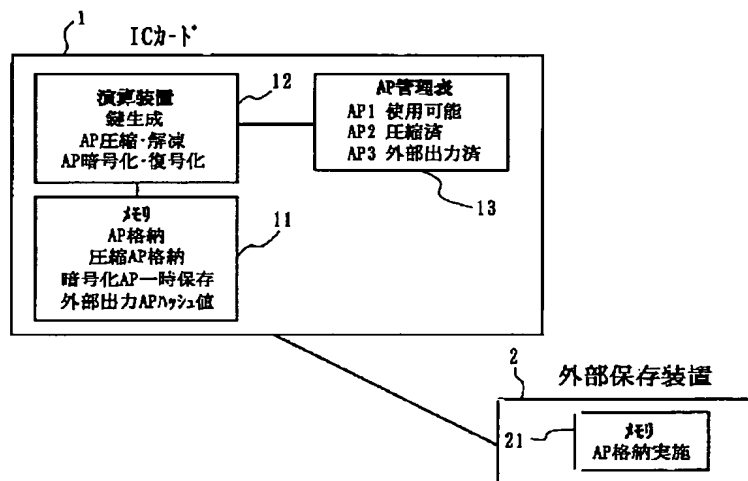 1
ICカード
演算装置
鍵生成
AP圧縮・解凍
AP暗号化・復号化
12
AP管理表
AP1 使用可能
AP2 圧縮済
AP3 外部出力済
13
メモリ
AP格納
圧縮AP格納
暗号化AP一時保存
外部出力APハッシュ値
11
2
外部保存装置
21
メモリ
AP格納実施